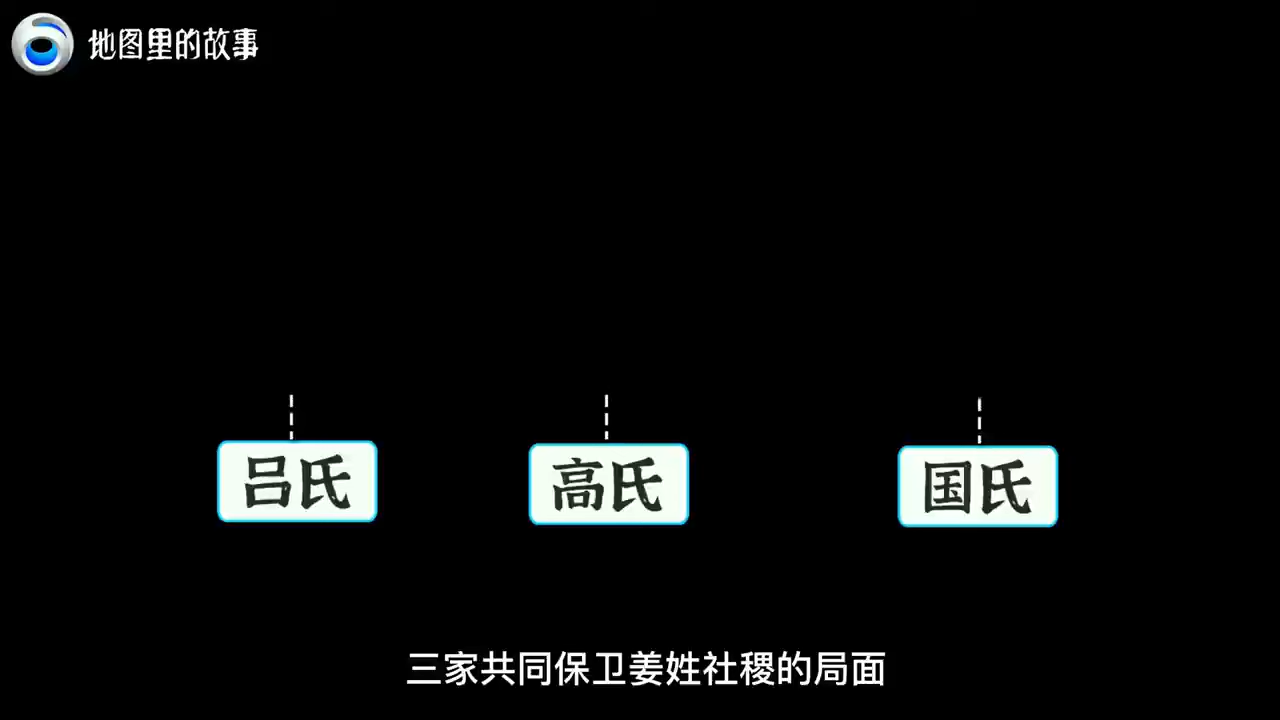 地图里的故事
吕氏
高氏
国氏
三家共同保卫姜姓社稷的局面